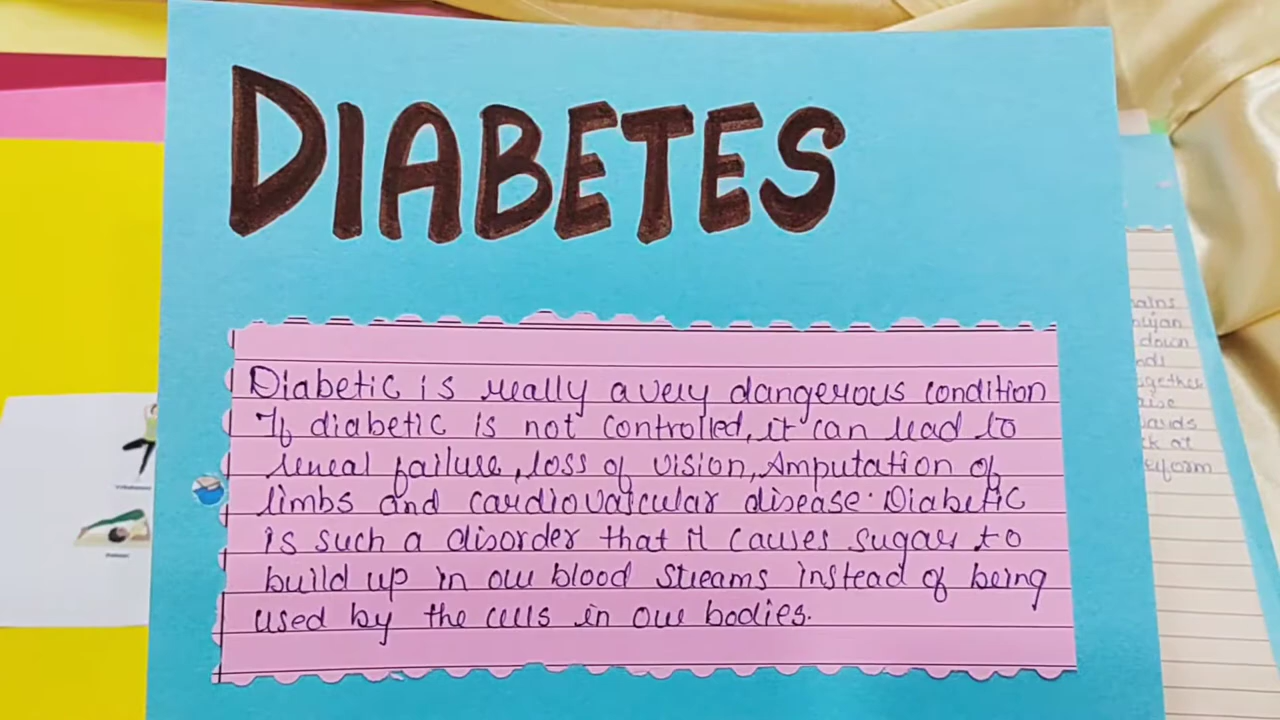 DIABETES
Diabetic is really a very dangerous condition
If diabetic is not controlled, it can lead to
reneal failure, loss of vision, Amputation of
limbs and cardiovascular disease. Diabetic
is such a disorder that it causes sugar to
build up in our blood streams instead of being
used by the cells in our bodies.
down